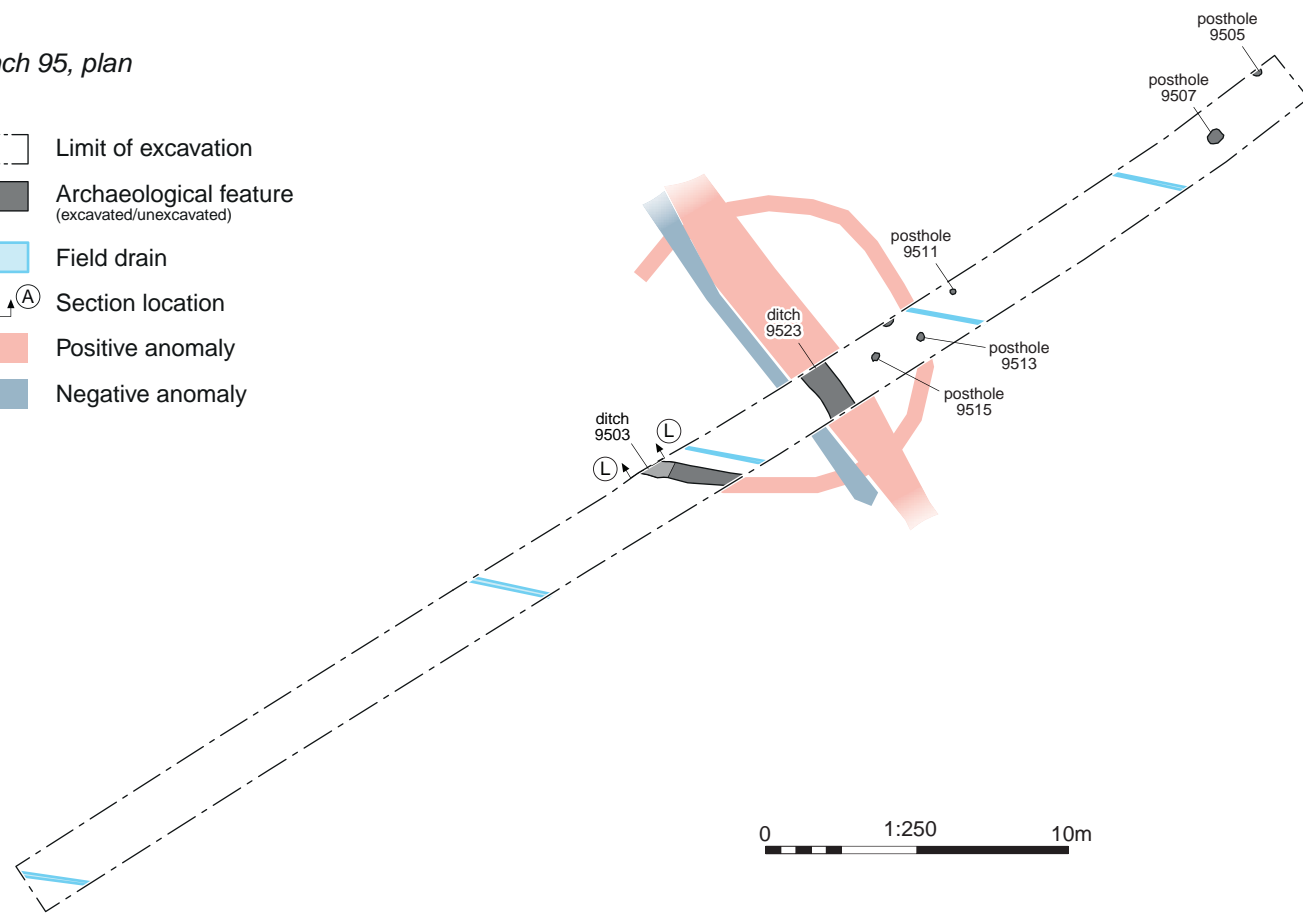 95, plan
Limit of excavation
Archaeological feature
(excavated/unexcavated)
Field drain
A Section location
Positive anomaly
Negative anomaly
posthole
9505
posthole
9507
posthole
9511
ditch
9523
posthole
9513
posthole
9515
ditch
9503
L
L
0 1:250 10m